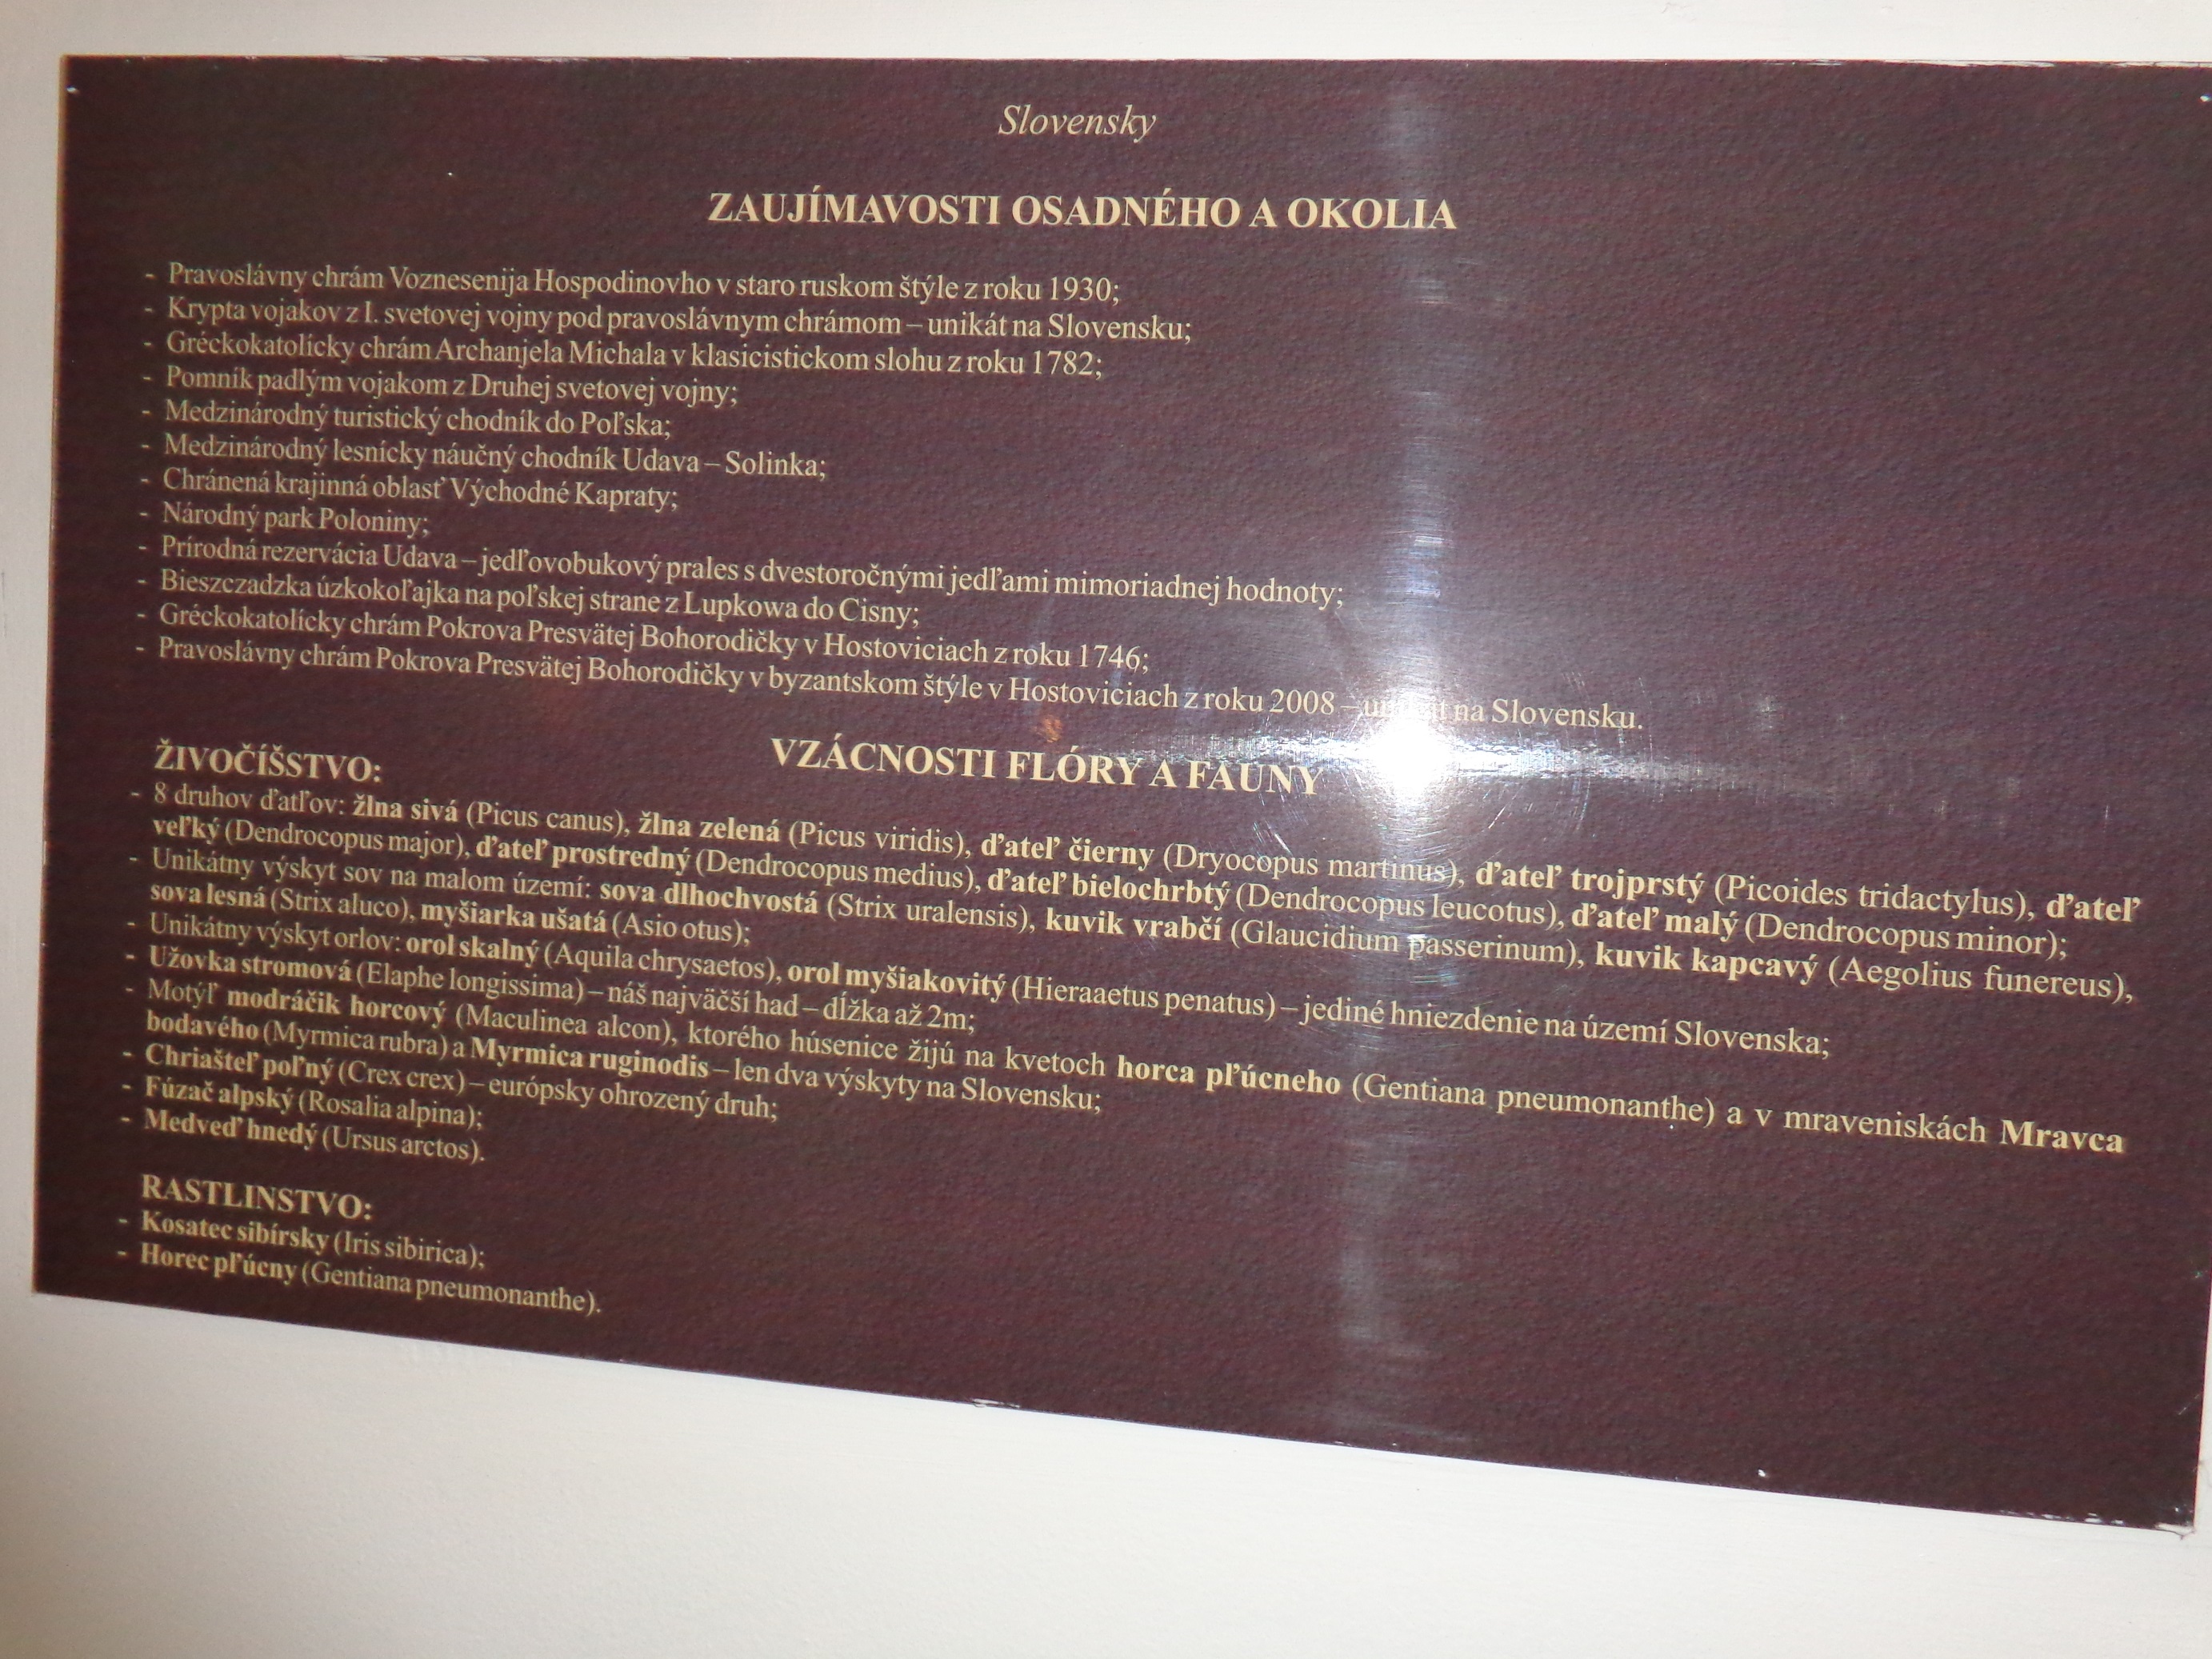 Slovensky
ZAUJÍMAVOSTI OSADNÉHO A OKOLIA
- Pravoslávny chrám Voznesenija Hospodinovho v staro ruskom štýle z roku 1930;
- Krypta vojakov z I. svetovej vojny pod pravoslávnym chrámom – unikát na Slovensku;
- Gréckokatolícky chrám Archanjela Michala v klasicistickom slohu z roku 1782;
- Pomník padlým vojakom z Druhej svetovej vojny;
- Medzinárodný turistický chodník do Poľska;
- Medzinárodný lesnícky náučný chodník Udava – Solinka;
- Chránená krajinná oblasť Východné Kapraty;
- Národný park Poloniny;
- Prírodná rezervácia Udava – jedľovobukový prales s dvestoročnými jedľami mimoriadnej hodnoty;
- Bieszczadzka úzkokoľajka na poľskej strane z Lupkowa do Cisny;
- Gréckokatolícky chrám Pokrova Presvätej Bohorodičky v Hostoviciach z roku 1746;
- Pravoslávny chrám Pokrova Presvätej Bohorodičky v byzantskom štýle v Hostoviciach z roku 2008 – unikát na Slovensku.
VZÁCNOSTI FLÓRY A FAUNY
ŽIVOČÍŠSTVO:
- 8 druhov ďatľov: žlna sivá (Picus canus), žlna zelená (Picus viridis), ďateľ čierny (Dryocopus martinus), ďateľ trojprstý (Picoides tridactylus), ďateľ
veľký (Dendrocopus major), ďateľ prostredný (Dendrocopus medius), ďateľ bielochrbtý (Dendrocopus leucotus), ďateľ malý (Dendrocopus minor);
- Unikátny výskyt sov na malom území: sova dlhochvostá (Strix uralensis), kuvik vrabčí (Glaucidium passerinum), kuvik kapcavý (Aegolius funereus),
sova lesná (Strix aluco), myšiarka ušatá (Asio otus);
- Unikátny výskyt orlov: orol skalný (Aquila chrysaetos), orol myšiakovitý (Hieraaetus penatus) – jediné hniezdenie na území Slovenska;
- Užovka stromová (Elaphe longissima) – náš najväčší had – dĺžka až 2m;
- Motýľ modráčik horcový (Maculinea alcon), ktorého húsenice žijú na kvetoch horca pľúcneho (Gentiana pneumonanthe) a v mraveniskách Mravca
bodavého (Myrmica rubra) a Myrmica ruginodis – len dva výskyty na Slovensku;
- Chriašteľ poľný (Crex crex) – európsky ohrozený druh;
- Fúzač alpský (Rosalia alpina);
- Medveď hnedý (Ursus arctos).
RASTLINSTVO:
- Kosatec sibírsky (Iris sibirica);
- Horec pľúcny (Gentiana pneumonanthe).